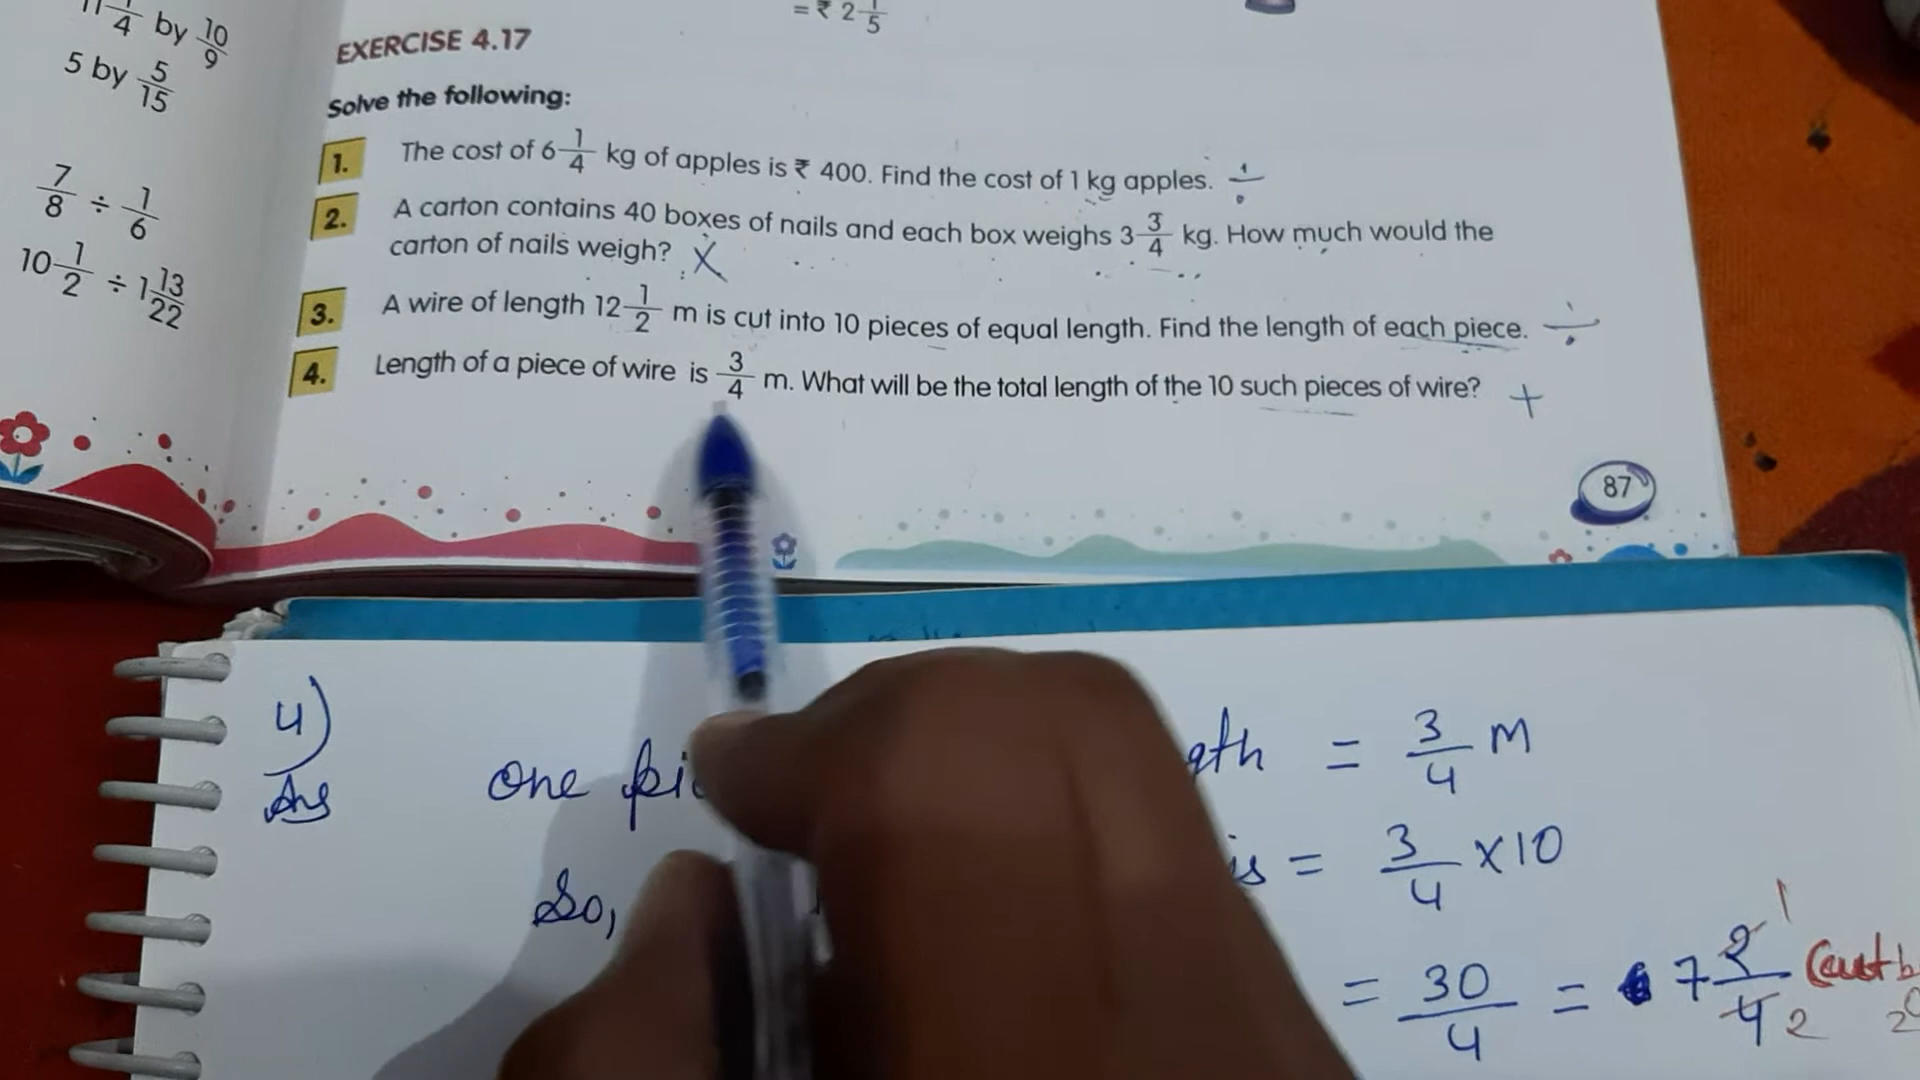 by 10/9
5 by 5/15
7/8 ÷ 1/6
10 1/2 ÷ 1 13/22
= ₹ 2 1/5
EXERCISE 4.17
Solve the following:
1. The cost of 6 1/4 kg of apples is ₹ 400. Find the cost of 1 kg apples. ÷
2. A carton contains 40 boxes of nails and each box weighs 3 3/4 kg. How much would the
carton of nails weigh? X
3. A wire of length 12 1/2 m is cut into 10 pieces of equal length. Find the length of each piece. ÷
4. Length of a piece of wire is 3/4 m. What will be the total length of the 10 such pieces of wire? +
87
4) One = 3/4 m
Ans
So, = 3/4 x 10
= 30/4 = 7 2/4 1 2